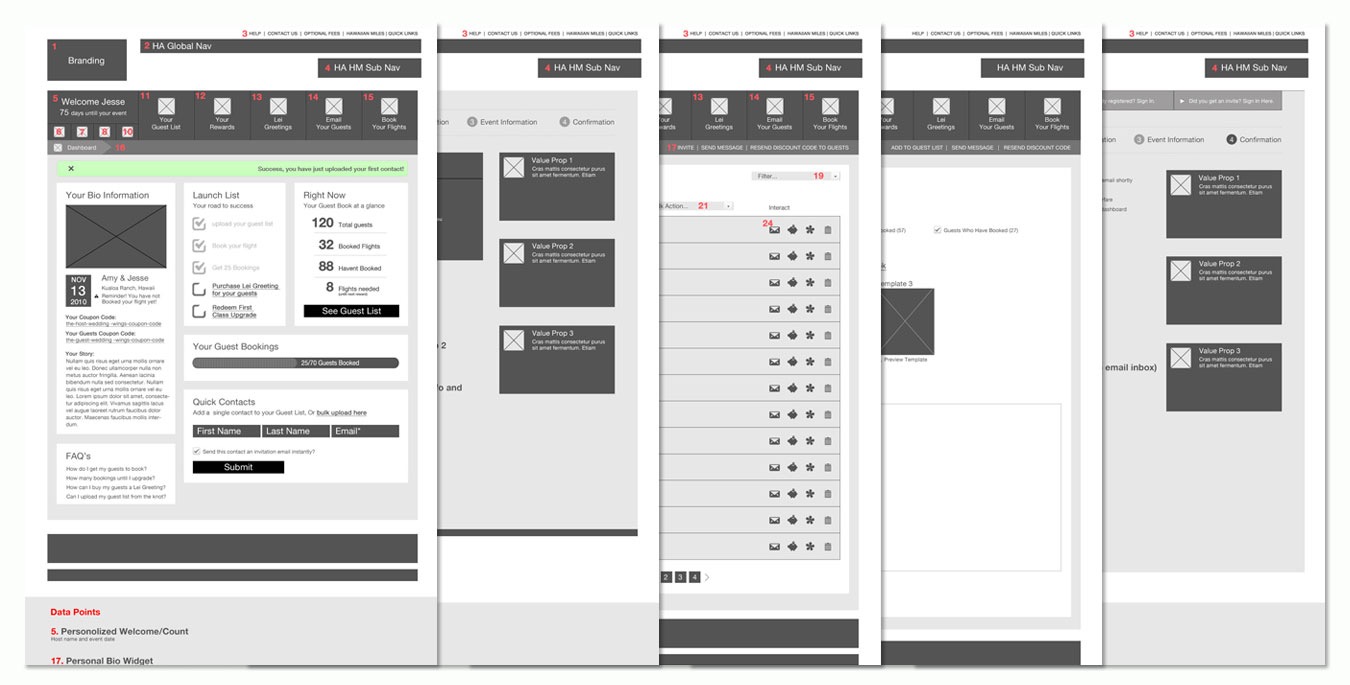 3 HELP | CONTACT US | OPTIONAL FEES | HAWAIIAN MILES | QUICK LINKS
1
Branding
2 HA Global Nav
4 HA HM Sub Nav
5 Welcome Jesse
75 days until your event
6 7 8 10
11
Your
Guest List
12
Your
Rewards
13
Lei
Greetings
14
Email
Your Guests
15
Book
Your Flights
Dashboard
16
Success, you have just uploaded your first contact!
Your Bio Information
NOV
13
2010
Amy & Jesse
Kualoa Ranch, Hawaii
Reminder! You have not
Booked your flight yet!
Your Coupon Code:
the-host-wedding -wings-coupon-code
Your Guests Coupon Code:
the-guest-wedding -wings-coupon-code
Your Story:
Nullam quis risus eget urna mollis ornare
vel eu leo. Donec ulamcorper nulla non
metus auctor fringilla. Aenean lacinia
bibendum nulla sed consectetur. Nullam
quis risus eget urna mollis ornare vel eu
leo. Lorem ipsum dolor sit amet, consecte-
tur adipiscing elit. Vivamus sagittis lacus
vel augue laoreet rutrum faucibus dolor
auctor. Maecenas faucibus mollis inter-
dum.
FAQ's
How do I get my guests to book?
How many bookings until I upgrade?
How can I buy my guests a Lei Greeting?
Can I upload my guest list from the knot?
Launch List
Your road to success
upload your guest list
Book your flight
Get 25 Bookings
Purchase Lei Greeting
for your guests
Redeem First
Class Upgrade
Right Now
Your Guest Book at a glance
120 Total guests
32 Booked Flights
88 Havent Booked
8 Flights needed
(until next reward)
See Guest List
Your Guest Bookings
25/70 Guests Booked
Quick Contacts
Add a single contact to your Guest List, Or bulk upload here
First Name
Last Name
Email*
Send this contact an invitation email instantly?
Submit
Data Points
5. Personolized Welcome/Count
Host name and event date
17. Personal Bio Widget
3 HELP | CONTACT US | OPTIONAL FEES | HAWAIIAN MILES | QUICK LINKS
4 HA HM Sub Nav
tion
3 Event Information
4 Confirmation
Value Prop 1
Cras mattis consectetur purus
sit amet fermentum. Etiam
Value Prop 2
Cras mattis consectetur purus
sit amet fermentum. Etiam
Value Prop 3
Cras mattis consectetur purus
sit amet fermentum. Etiam
2
fo and
3 HELP | CONTACT US | OPTIONAL FEES | HAWAIIAN MILES | QUICK LINKS
4 HA HM Sub Nav
wards
13
Lei
Greetings
14
Email
Your Guests
15
Book
Your Flights
17 INVITE | SEND MESSAGE | RESEND DISCOUNT CODE TO GUESTS
Filter... 19
lk Action... 21
Interact
24
2 3 4
HELP | CONTACT US | OPTIONAL FEES | HAWAIIAN MILES | QUICK LINKS
HA HM Sub Nav
ur
wards
Lei
Greetings
Email
Your Guests
Book
Your Flights
ADD TO GUEST LIST | SEND MESSAGE | RESEND DISCOUNT CODE
ooked (57)
Guests Who Have Booked (27)
k
emplate 3
Preview Template
3 HELP | CONTACT US | OPTIONAL FEES | HAWAIIAN MILES | QUICK LINKS
4 HA HM Sub Nav
y registered? Sign In.
Did you get an invite? Sign in Here.
ation
3 Event Information
4 Confirmation
email shortly
fare
dashboard
Value Prop 1
Cras mattis consectetur purus
sit amet fermentum. Etiam
Value Prop 2
Cras mattis consectetur purus
sit amet fermentum. Etiam
Value Prop 3
Cras mattis consectetur purus
sit amet fermentum. Etiam
email inbox)